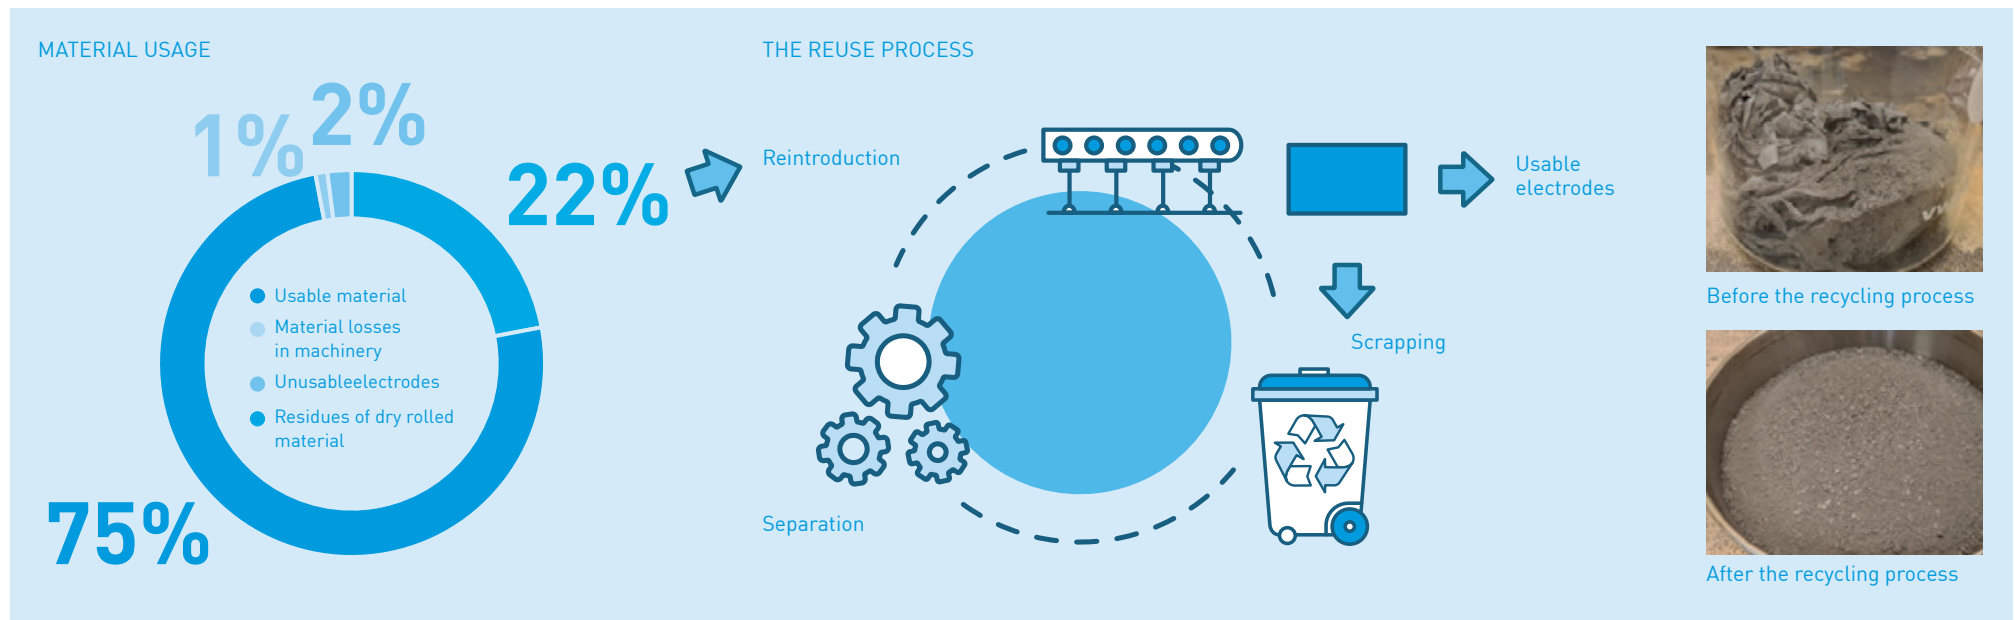 MATERIAL USAGE
1%
2%
22%
75%
Usable material
Material losses
in machinery
Unusableelectrodes
Residues of dry rolled
material
THE REUSE PROCESS
Reintroduction
Usable
electrodes
Scrapping
Separation
Before the recycling process
After the recycling process